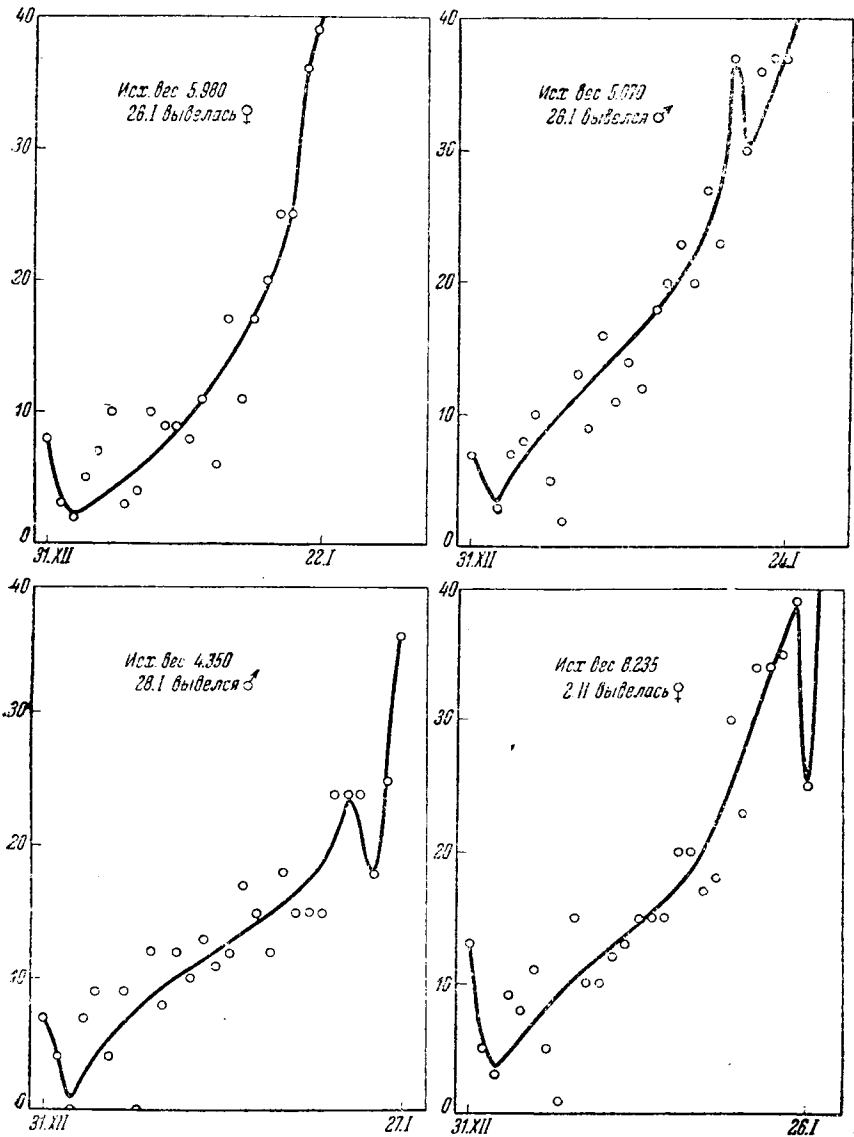 40
30
20
10
0
Исх. вес 5.980
26.I выделась ♀
31.XII
22.I
40
30
20
10
0
Исх. вес 5.070
26.I выделся ♂
31.XII
24.I
40
30
20
10
0
Исх. вес 4.350
28.I выделся ♂
31.XII
27.I
40
30
20
10
0
Исх вес 8.235
2 II выделась ♀
31.XII
26.I